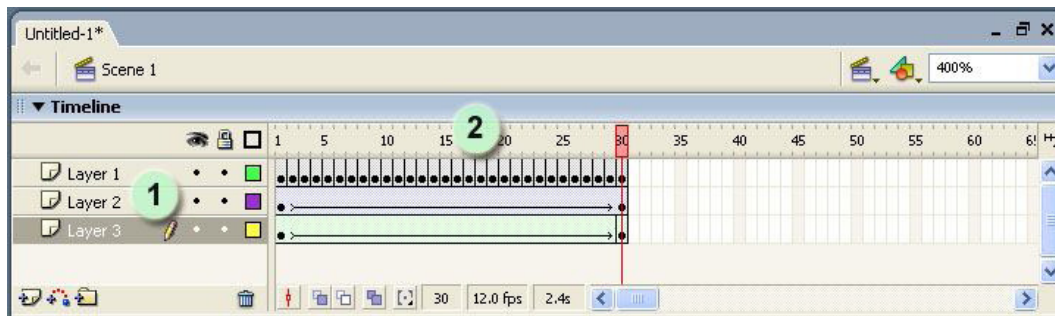 Untitled-1*
Scene 1
400%
Timeline
1 5 10 15 2 20 25 30 35 40 45 50 55 60
Layer 1
1
Layer 2
Layer 3
30 12.0 fps 2.4s